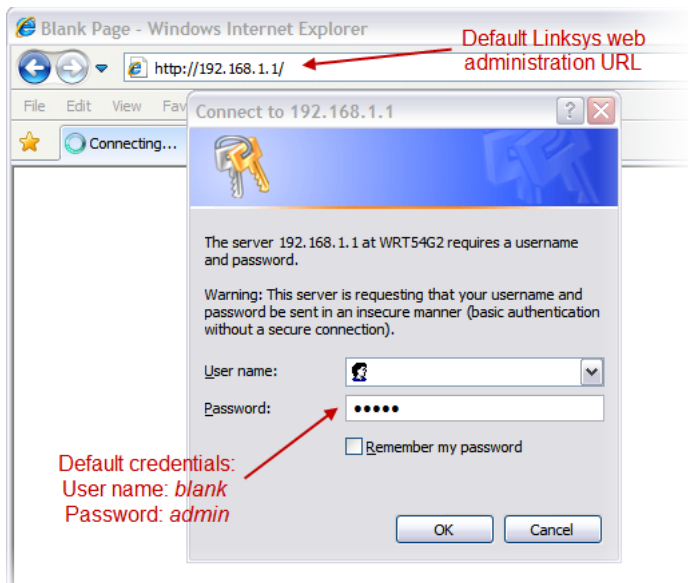 Blank Page - Windows Internet Explorer
Default Linksys web
administration URL
http://192.168.1.1/
File Edit View Fav
Connect to 192.168.1.1
Connecting...
The server 192.168.1.1 at WRT54G2 requires a username
and password.
Warning: This server is requesting that your username and
password be sent in an insecure manner (basic authentication
without a secure connection).
User name:
Password: •••••
Remember my password
Default credentials:
User name: blank
Password: admin
OK Cancel